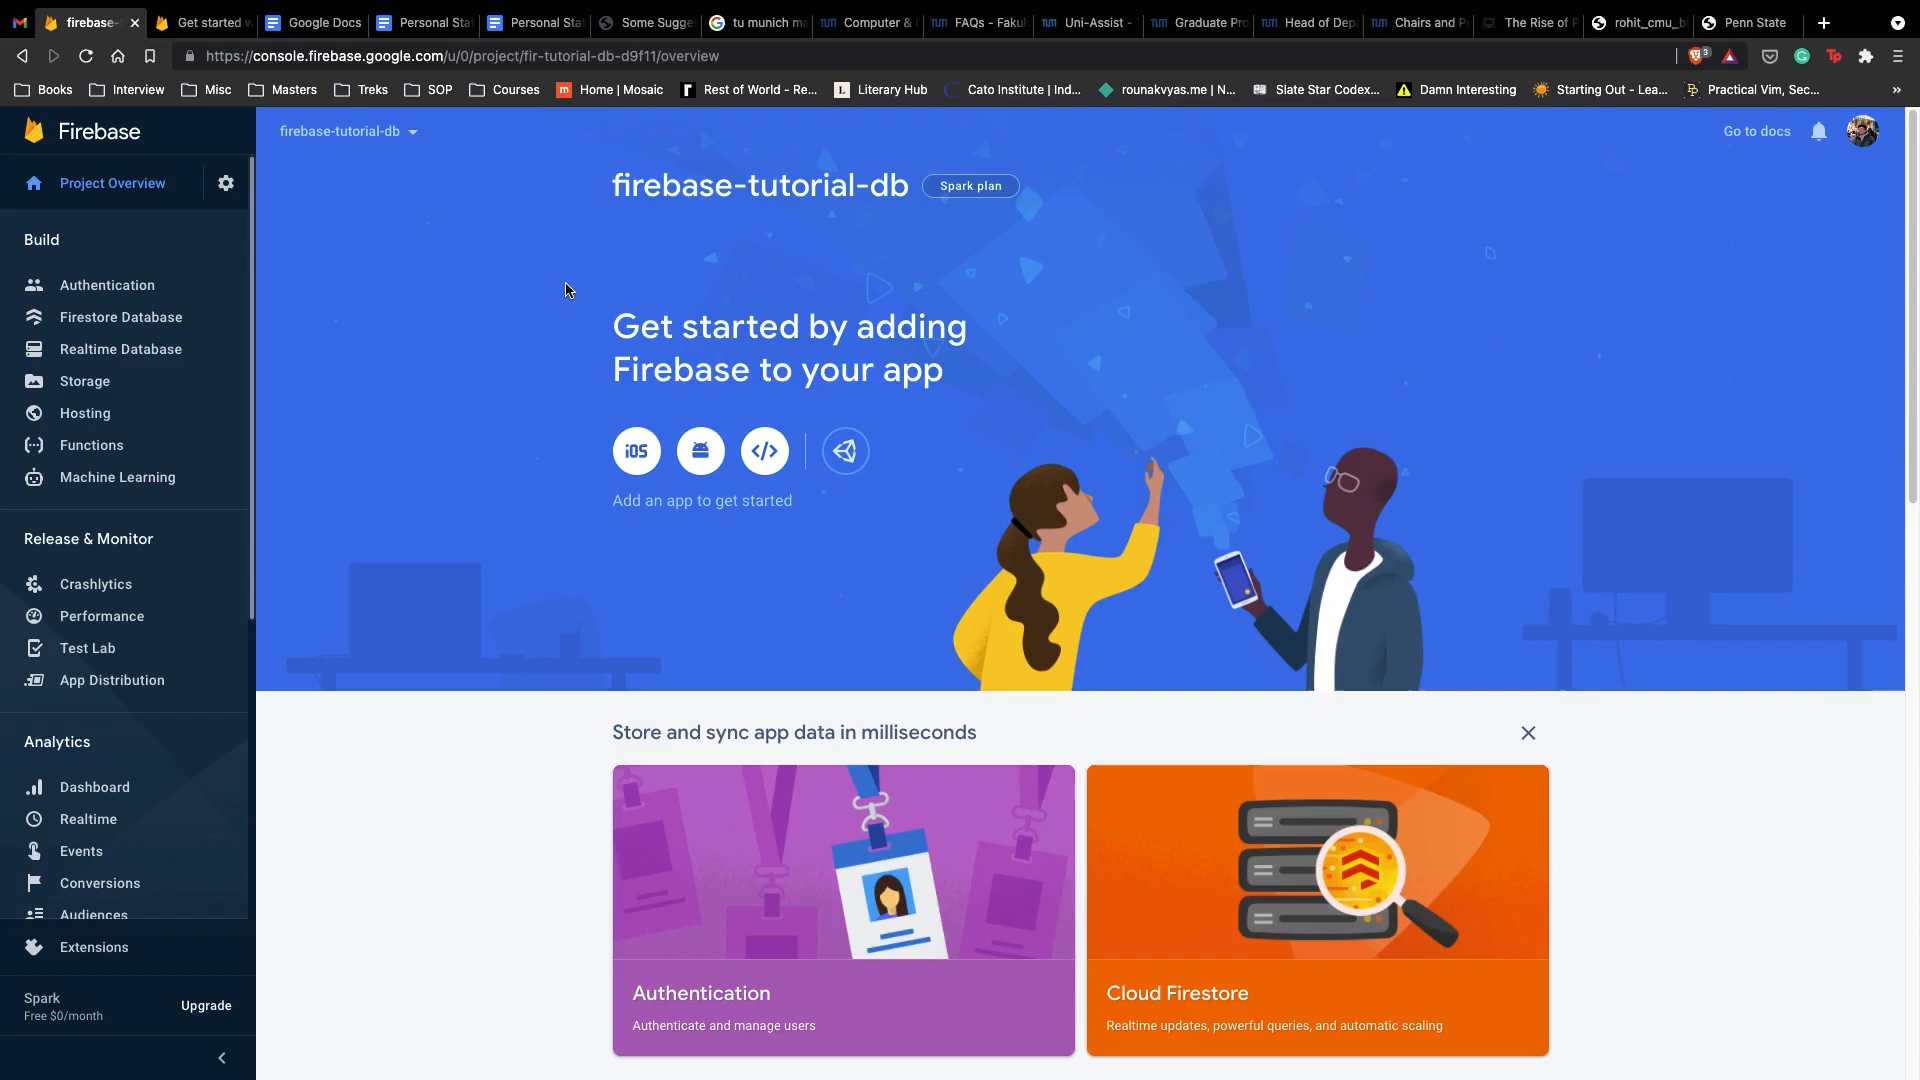 firebase-
Get started w
Google Docs
Personal Sta
Personal Sta
Some Sugge
tu munich ma
Computer &
FAQs - Fakul
Uni-Assist -
Graduate Pro
Head of Dep
Chairs and P
The Rise of P
rohit_cmu_b
Penn State
https://console.firebase.google.com/u/0/project/fir-tutorial-db-d9f11/overview
3
Tp
Books
Interview
Misc
Masters
Treks
SOP
Courses
Home | Mosaic
Rest of World - Re...
Literary Hub
Cato Institute | Ind...
rounakvyas.me | N...
Slate Star Codex...
Damn Interesting
Starting Out - Lea...
Practical Vim, Sec...
»
Firebase
firebase-tutorial-db
Go to docs
Project Overview
firebase-tutorial-db
Spark plan
Build
Authentication
Firestore Database
Realtime Database
Storage
Hosting
Functions
Machine Learning
Get started by adding
Firebase to your app
iOS
Add an app to get started
Release & Monitor
Crashlytics
Performance
Test Lab
App Distribution
Analytics
Dashboard
Realtime
Events
Conversions
Audiences
Extensions
Spark
Free $0/month
Upgrade
Store and sync app data in milliseconds
Authentication
Authenticate and manage users
Cloud Firestore
Realtime updates, powerful queries, and automatic scaling